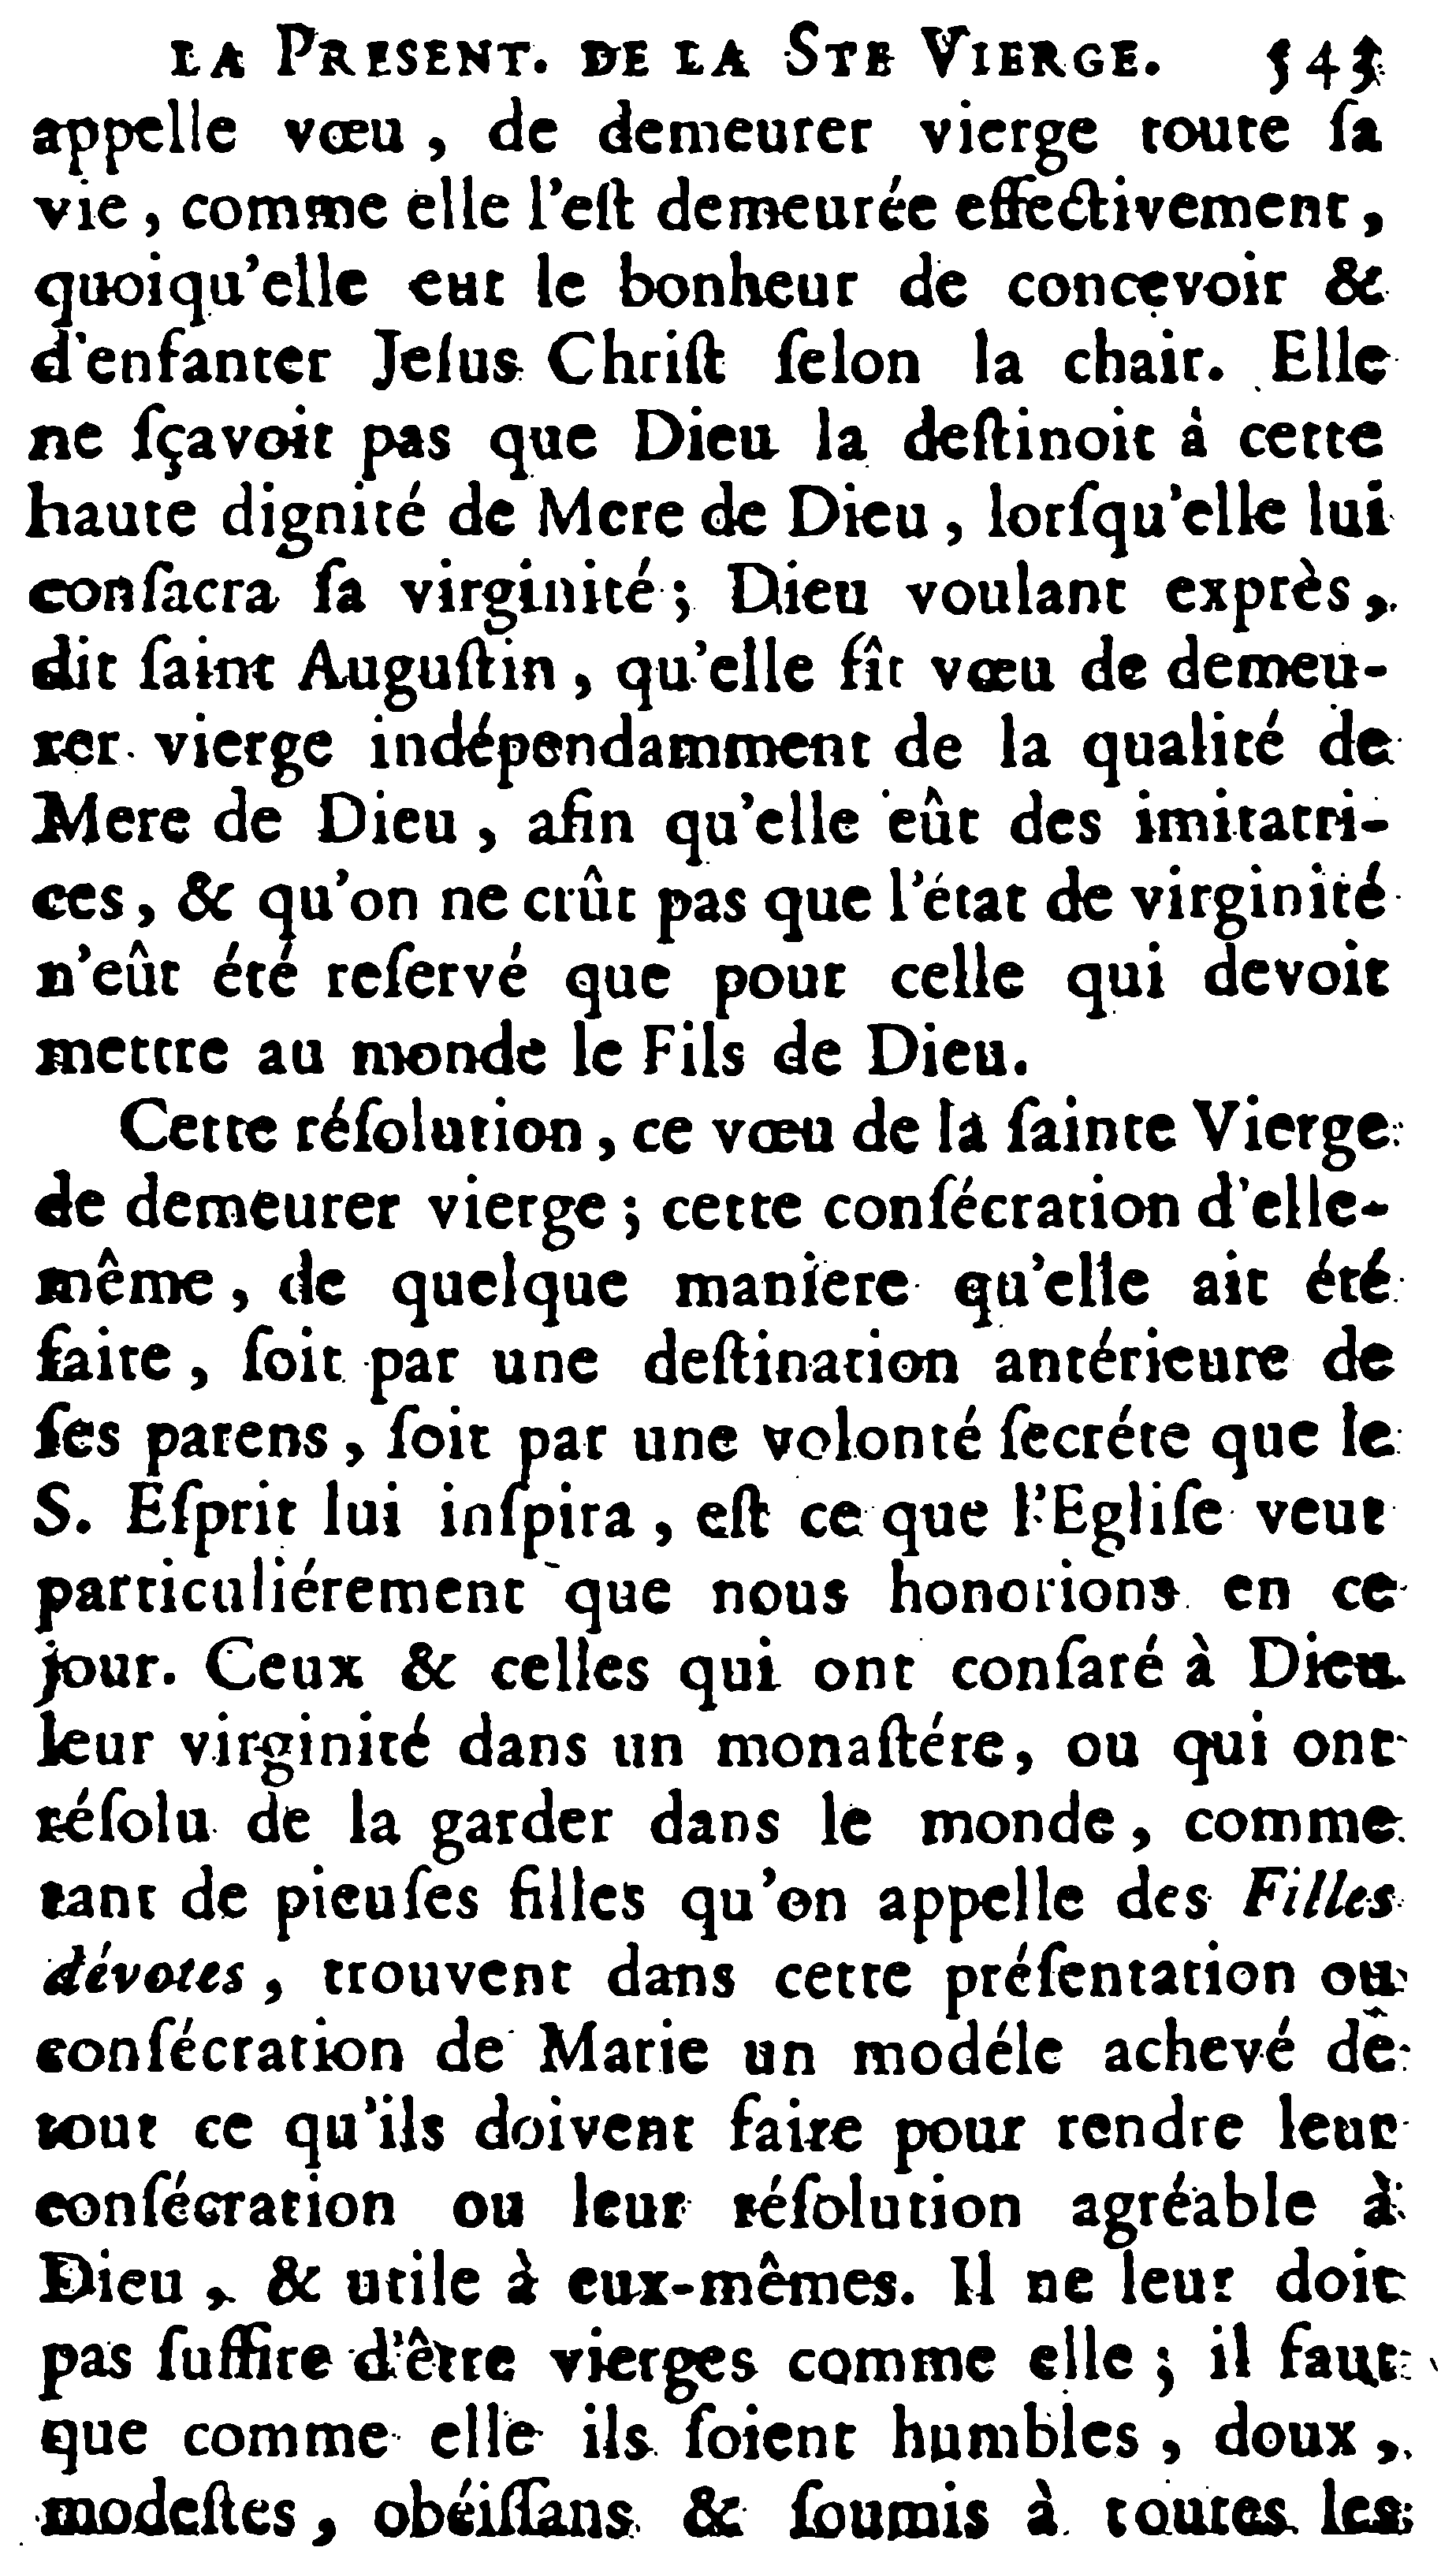 LA PRESENT. DE LA STE VIERGE. 543
appelle vœu, de demeurer vierge toute ſa
vie, comme elle l'eſt demeurée effectivement,
quoiqu'elle eut le bonheur de concevoir &
d'enfanter Jeſus Chriſt ſelon la chair. Elle
ne ſçavoit pas que Dieu la deſtinoit à cette
haute dignité de Mere de Dieu, lorſqu'elle lui
conſacra ſa virginité; Dieu voulant exprès,
dit ſaint Auguſtin, qu'elle fît vœu de demeu-
rer vierge indépendamment de la qualité de
Mere de Dieu, afin qu'elle eût des imitatri-
ces, & qu'on ne crût pas que l'état de virginité
n'eût été reſervé que pour celle qui devoit
mettre au monde le Fils de Dieu.
Cette réſolution, ce vœu de la ſainte Vierge
de demeurer vierge; cette conſécration d'elle-
même, de quelque maniere qu'elle ait été
faite, ſoit par une deſtination antérieure de
ſes parens, ſoit par une volonté ſecréte que le
S. Eſprit lui inſpira, eſt ce que l'Egliſe veut
particuliérement que nous honorions en ce
jour. Ceux & celles qui ont conſaré à Dieu
leur virginité dans un monaſtére, ou qui ont
réſolu de la garder dans le monde, comme
tant de pieuſes filles qu'on appelle des Filles
dévotes, trouvent dans cette préſentation ou
conſécration de Marie un modéle achevé de
tout ce qu'ils doivent faire pour rendre leur
conſécration ou leur réſolution agréable à
Dieu, & utile à eux-mêmes. Il ne leur doit
pas ſuffire d'être vierges comme elle; il faut
que comme elle ils ſoient humbles, doux,
modeſtes, obéiſſans & ſoumis à toutes les